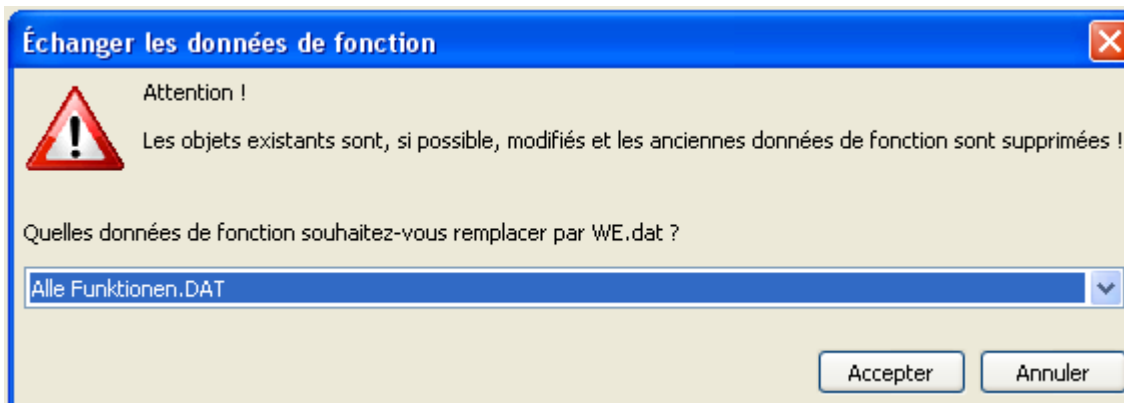 Échanger les données de fonction
Attention !
Les objets existants sont, si possible, modifiés et les anciennes données de fonction sont supprimées !
Quelles données de fonction souhaitez-vous remplacer par WE.dat ?
Alle Funktionen.DAT
Accepter Annuler